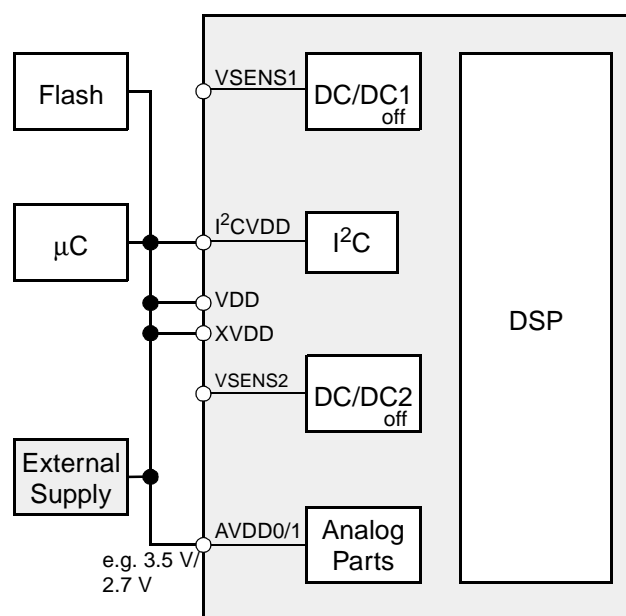 VSENS1
Flash
DC/DC1
off
I²CVDD
μC
I²C
VDD
XVDD
DSP
VSENS2
DC/DC2
off
External
Supply
AVDD0/1
Analog
Parts
e.g. 3.5 V/
2.7 V